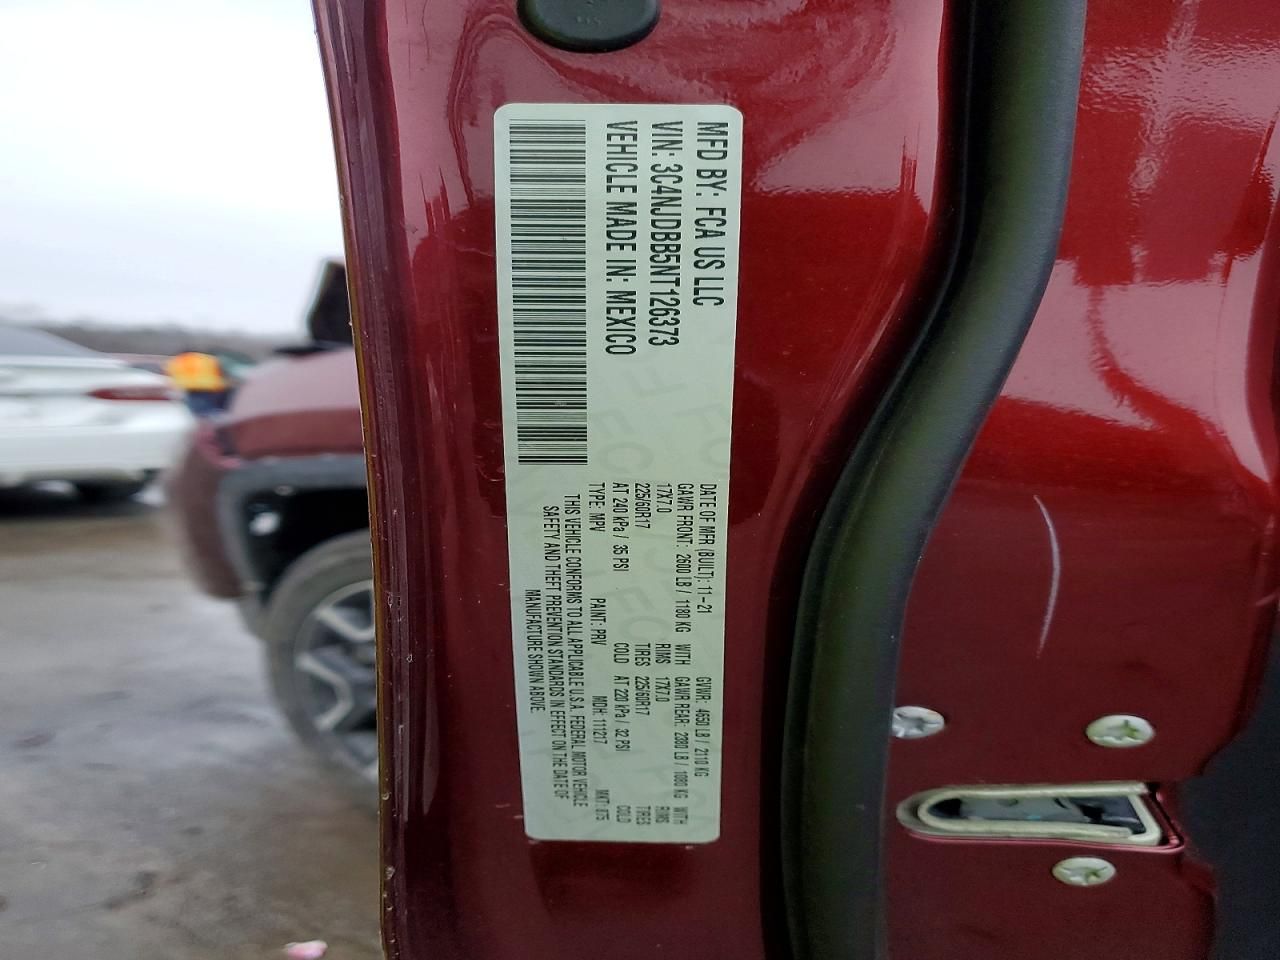 MFD BY: FCA US LLC
VIN: 3C4NJDBB5NT126373
VEHICLE MADE IN: MEXICO
DATE OF MFR (BUILT): 11-21 GVWR: 4650 LB / 2110 KG
GAWR FRONT: 2600 LB / 1180 KG WITH GAWR REAR: 2380 LB / 1080 KG WITH
17X7.0 RIMS 17X7.0 RIMS
225/60R17 TIRES 225/60R17 TIRES
AT 240 kPa / 35 PSI COLD AT 220 kPa / 32 PSI COLD
TYPE: MPV PAINT: PRV MDH: 111217 MKT: 875
THIS VEHICLE CONFORMS TO ALL APPLICABLE U.S.A. FEDERAL MOTOR VEHICLE
SAFETY AND THEFT PREVENTION STANDARDS IN EFFECT ON THE DATE OF
MANUFACTURE SHOWN ABOVE.